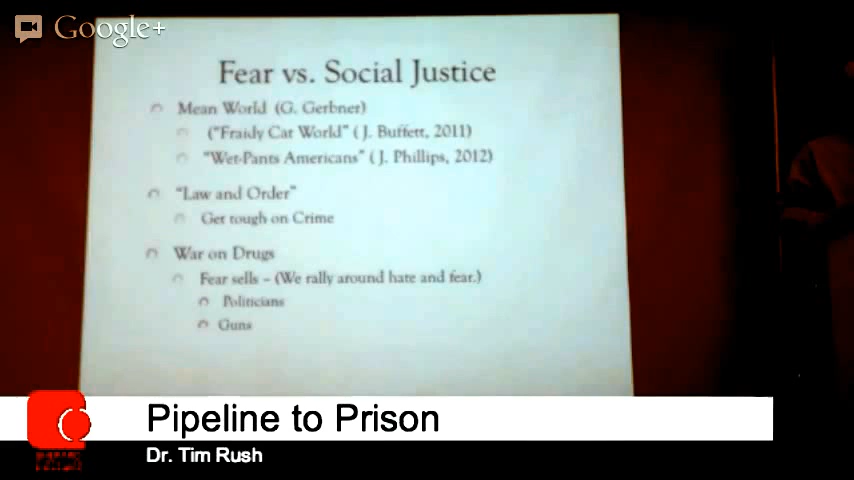 Google+
Fear vs. Social Justice
Mean World (G. Gerbner)
("Fraidy Cat World" ( J. Buffett, 2011)
"Wet-Pants Americans" ( J. Phillips, 2012)
"Law and Order"
Get tough on Crime
War on Drugs
Fear sells – (We rally around hate and fear.)
Politicians
Guns
Pipeline to Prison
Dr. Tim Rush